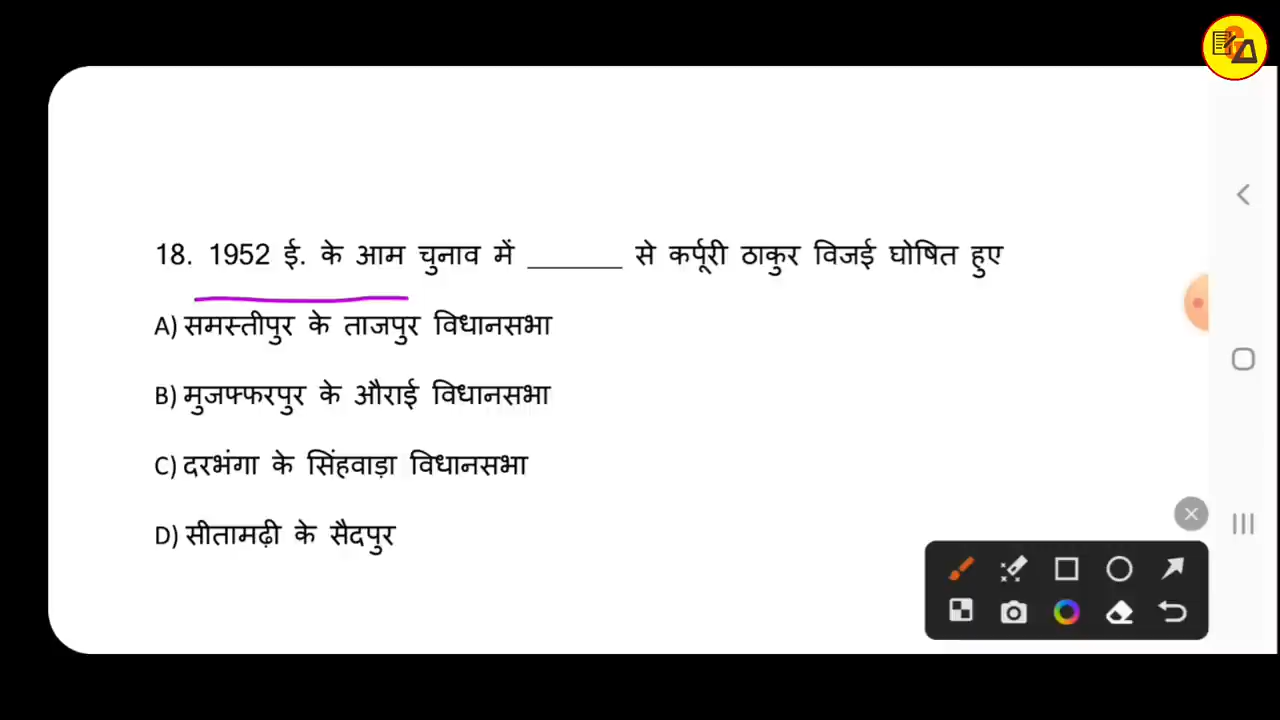 18. 1952 ई. के आम चुनाव में ______ से कर्पूरी ठाकुर विजई घोषित हुए
A) समस्तीपुर के ताजपुर विधानसभा
B) मुजफ्फरपुर के औराई विधानसभा
C) दरभंगा के सिंहवाड़ा विधानसभा
D) सीतामढ़ी के सैदपुर